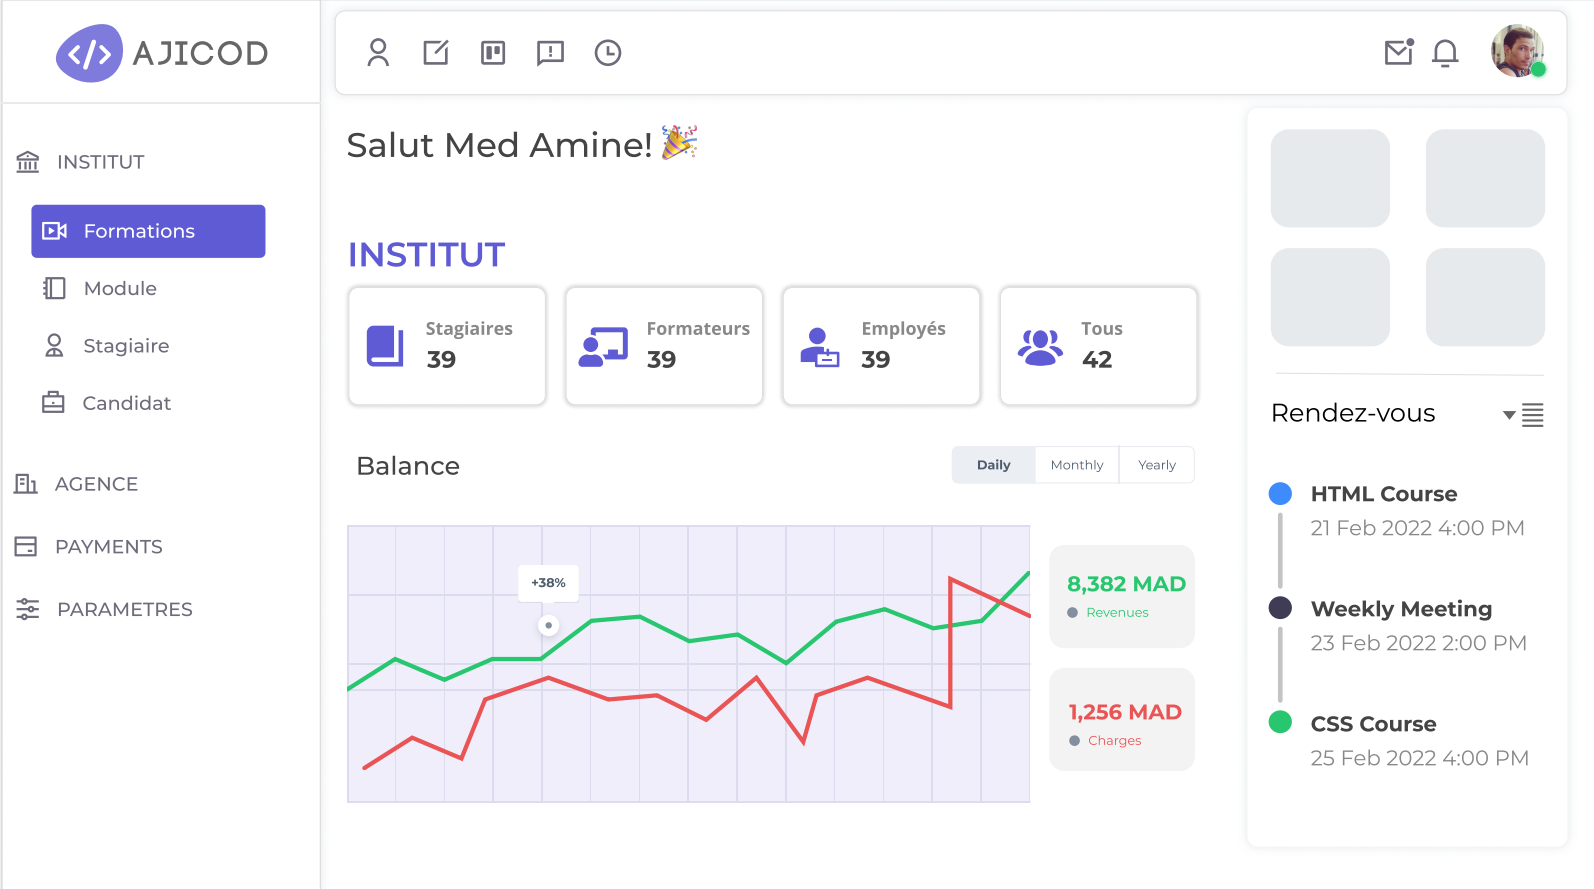 AJICOD
INSTITUT
Formations
Module
Stagiaire
Candidat
AGENCE
PAYMENTS
PARAMETRES
Salut Med Amine!
INSTITUT
Stagiaires
39
Formateurs
39
Employés
39
Tous
42
Balance
Daily
Monthly
Yearly
+38%
8,382 MAD
Revenues
1,256 MAD
Charges
Rendez-vous
HTML Course
21 Feb 2022 4:00 PM
Weekly Meeting
23 Feb 2022 2:00 PM
CSS Course
25 Feb 2022 4:00 PM